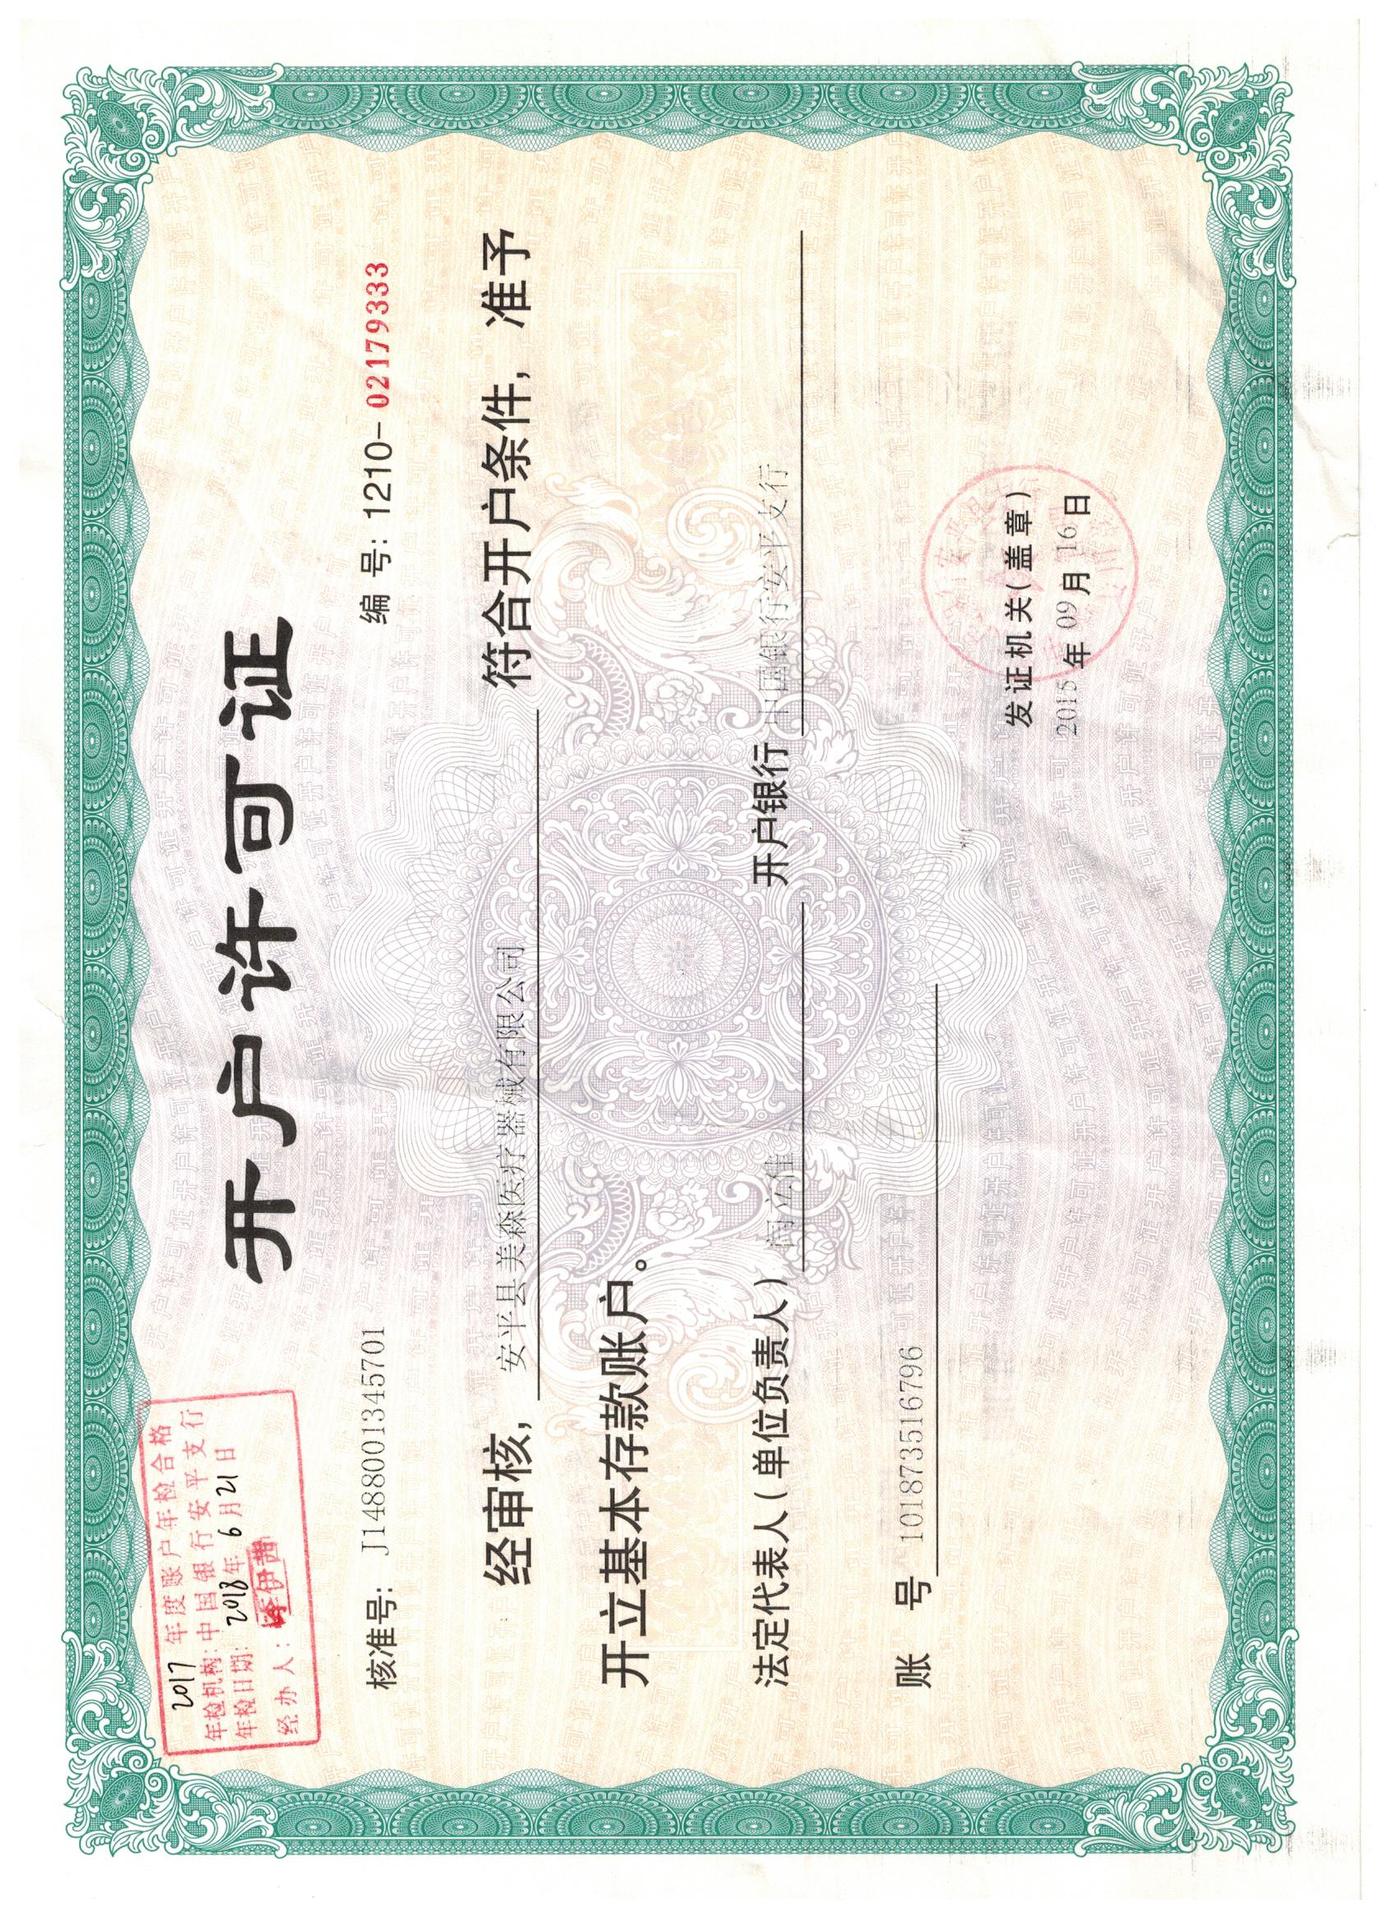 2017年度账户年检合格
年检机构:中国银行安平支行
年检日期:2018年6月21日
经办人:
开户许可证
核准号: J1488001345701
编 号: 1210-02179333
经审核, 安平县美森医疗器械有限公司 符合开户条件, 准予
开立基本存款账户。
法定代表人(单位负责人) 开户银行 中国银行安平支行
账 号 101873516796
发证机关(盖章)
2015年09月16日